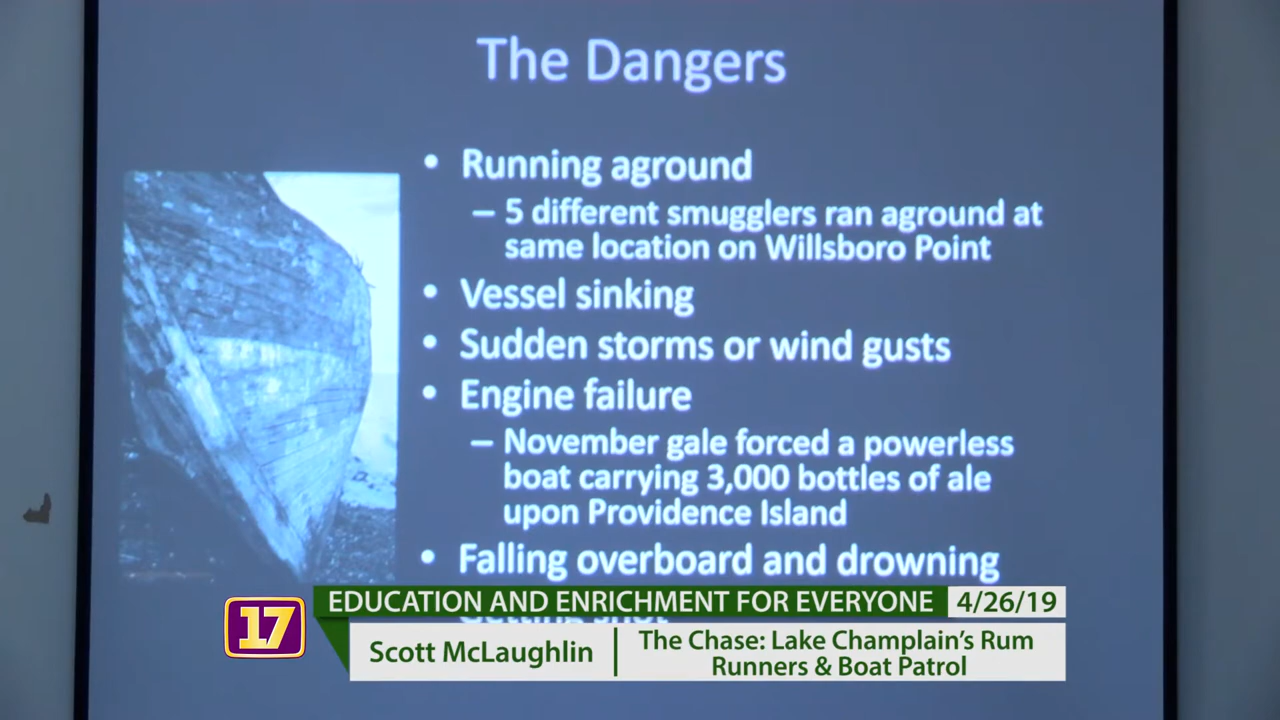 The Dangers
• Running aground
– 5 different smugglers ran aground at
same location on Willsboro Point
• Vessel sinking
• Sudden storms or wind gusts
• Engine failure
– November gale forced a powerless
boat carrying 3,000 bottles of ale
upon Providence Island
• Falling overboard and drowning
Getting shot
17
EDUCATION AND ENRICHMENT FOR EVERYONE 4/26/19
Scott McLaughlin
The Chase: Lake Champlain's Rum
Runners & Boat Patrol